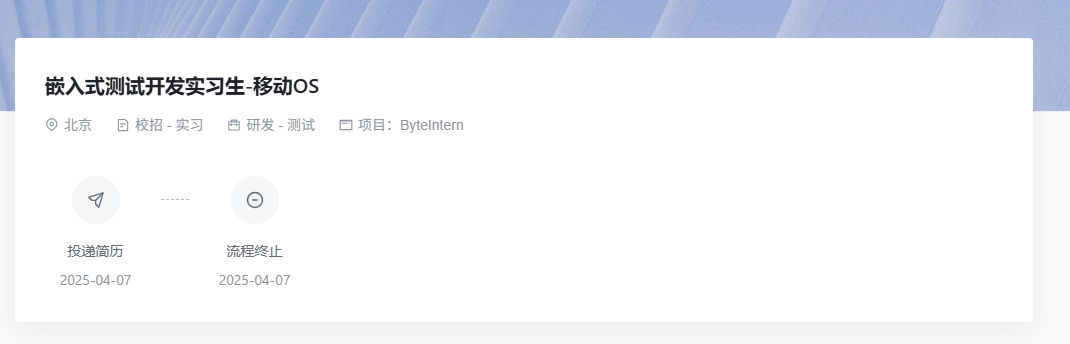 嵌入式测试开发实习生-移动OS
北京 校招 - 实习 研发 - 测试 项目：ByteIntern
投递简历 流程终止
2025-04-07 2025-04-07